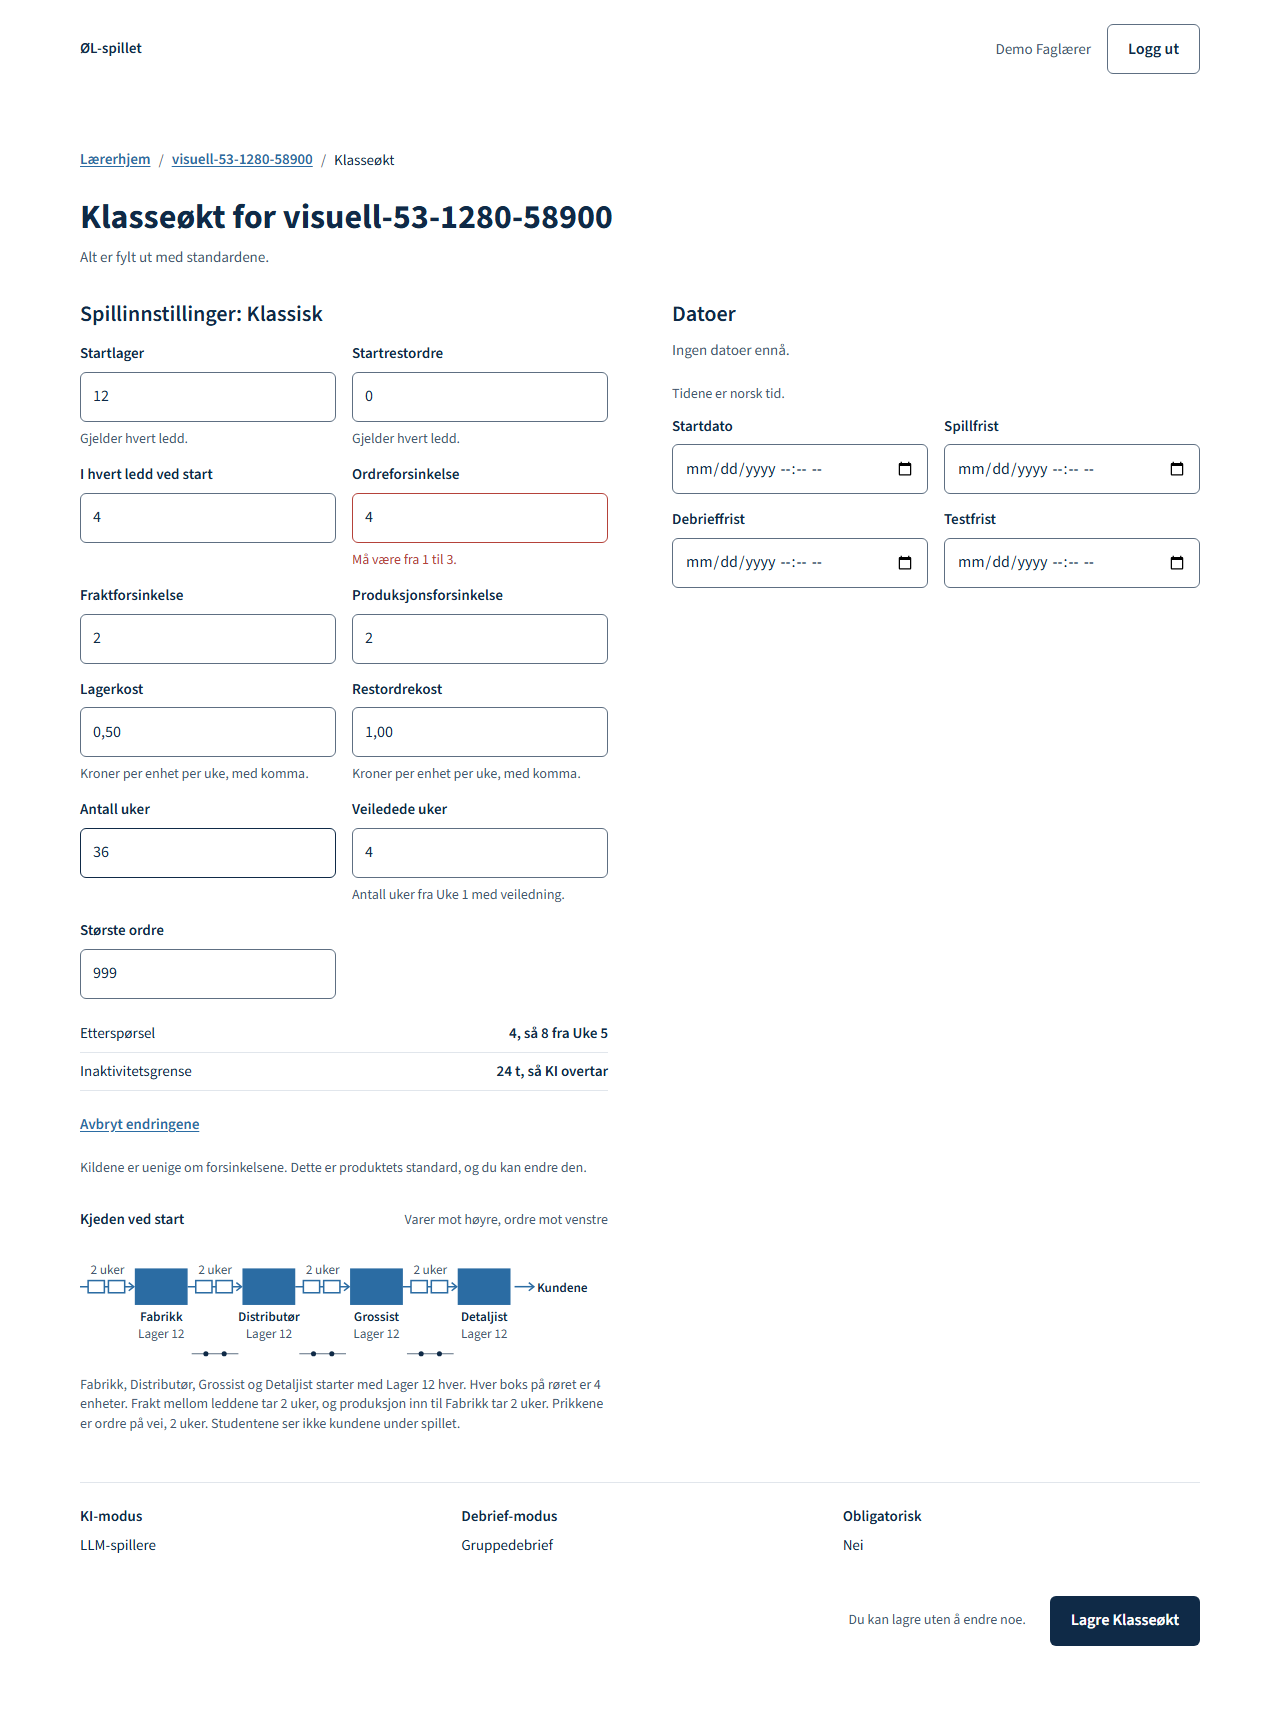 ØL-spillet
Demo Faglærer
Logg ut
Lærerhjem / visuell-53-1280-58900 / Klasseøkt
Klasseøkt for visuell-53-1280-58900
Alt er fylt ut med standardene.
Spillinnstillinger: Klassisk
Startlager
Startrestordre
12
0
Gjelder hvert ledd.
Gjelder hvert ledd.
I hvert ledd ved start
Ordreforsinkelse
4
4
Må være fra 1 til 3.
Fraktforsinkelse
Produksjonsforsinkelse
2
2
Lagerkost
Restordrekost
0,50
1,00
Kroner per enhet per uke, med komma.
Kroner per enhet per uke, med komma.
Antall uker
Veiledede uker
36
4
Antall uker fra Uke 1 med veiledning.
Største ordre
999
Etterspørsel
4, så 8 fra Uke 5
Inaktivitetsgrense
24 t, så KI overtar
Avbryt endringene
Kildene er uenige om forsinkelsene. Dette er produktets standard, og du kan endre den.
Kjeden ved start
Varer mot høyre, ordre mot venstre
2 uker
2 uker
2 uker
2 uker
Kundene
Fabrikk
Distributør
Grossist
Detaljist
Lager 12
Lager 12
Lager 12
Lager 12
Fabrikk, Distributør, Grossist og Detaljist starter med Lager 12 hver. Hver boks på røret er 4
enheter. Frakt mellom leddene tar 2 uker, og produksjon inn til Fabrikk tar 2 uker. Prikkene
er ordre på vei, 2 uker. Studentene ser ikke kundene under spillet.
Datoer
Ingen datoer ennå.
Tidene er norsk tid.
Startdato
Spillfrist
mm/dd/yyyy --:-- --
mm/dd/yyyy --:-- --
Debrieffrist
Testfrist
mm/dd/yyyy --:-- --
mm/dd/yyyy --:-- --
KI-modus
Debrief-modus
Obligatorisk
LLM-spillere
Gruppedebrief
Nei
Du kan lagre uten å endre noe.
Lagre Klasseøkt